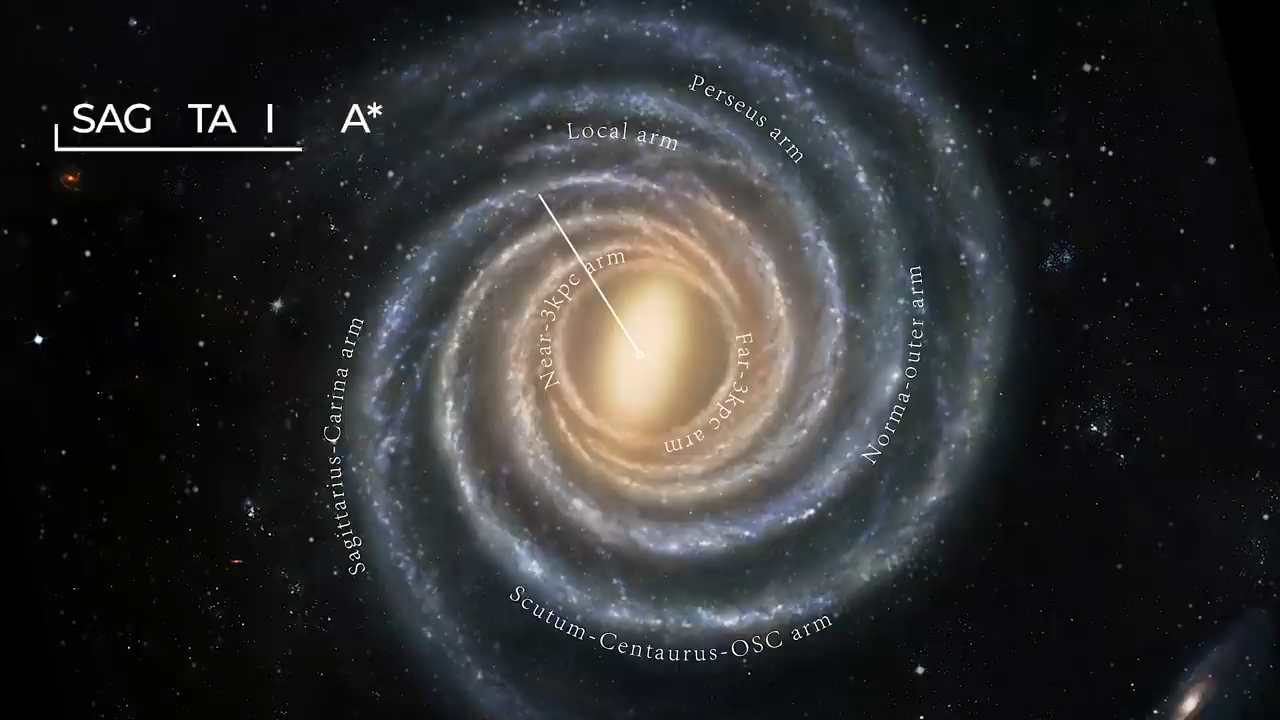 SAG TA I A*
Perseus arm
Local arm
Near-3kpc arm
Far-3kpc arm
Norma-outer arm
Sagittarius-Carina arm
Scutum-Centaurus-OSC arm